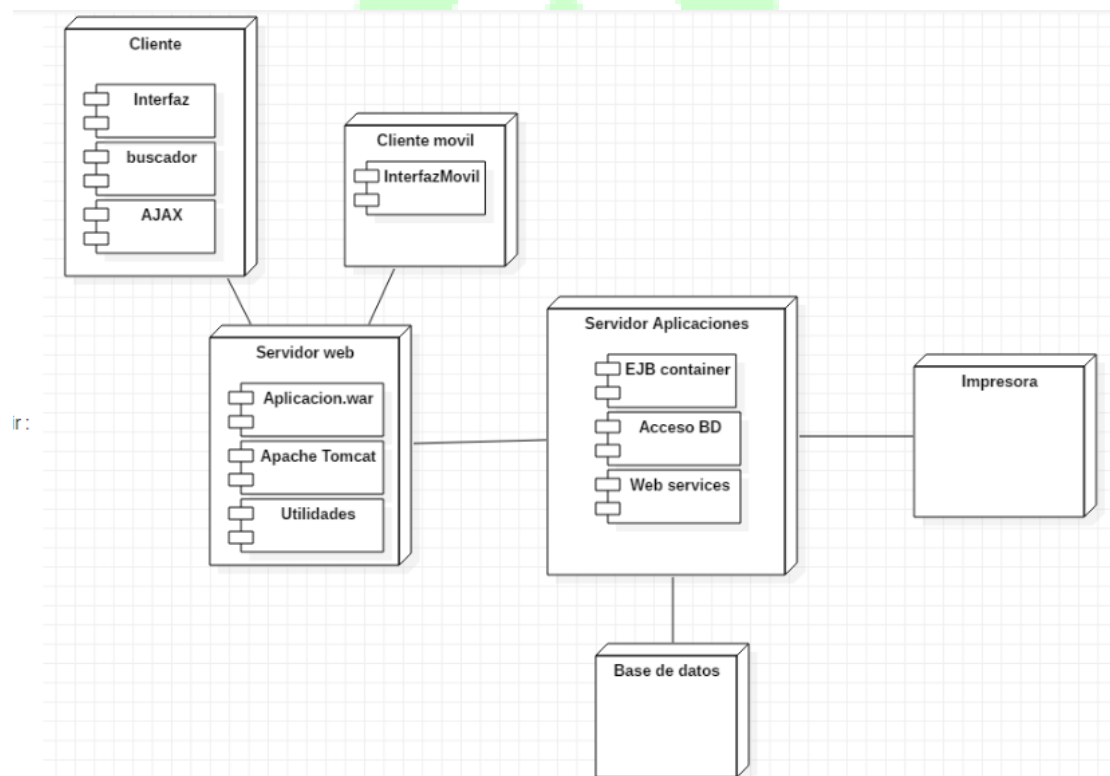 Cliente
Interfaz
buscador
AJAX
Cliente movil
InterfazMovil
Servidor web
Aplicacion.war
Apache Tomcat
Utilidades
Servidor Aplicaciones
EJB container
Acceso BD
Web services
Impresora
Base de datos
ir :